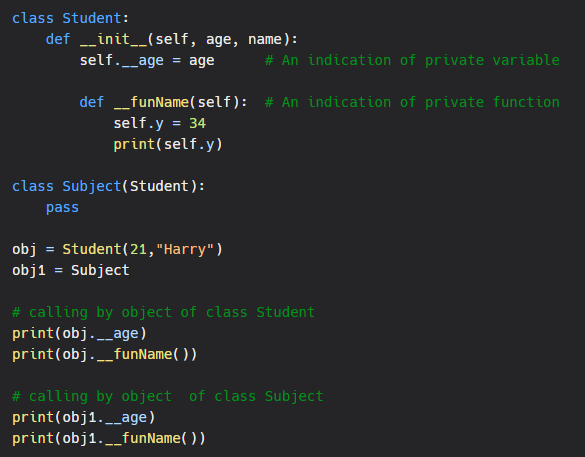 class Student:
    def __init__(self, age, name):
        self.__age = age      # An indication of private variable
        def __funName(self):  # An indication of private function
            self.y = 34
            print(self.y)
class Subject(Student):
    pass
obj = Student(21,"Harry")
obj1 = Subject
# calling by object of class Student
print(obj.__age)
print(obj.__funName())
# calling by object  of class Subject
print(obj1.__age)
print(obj1.__funName())